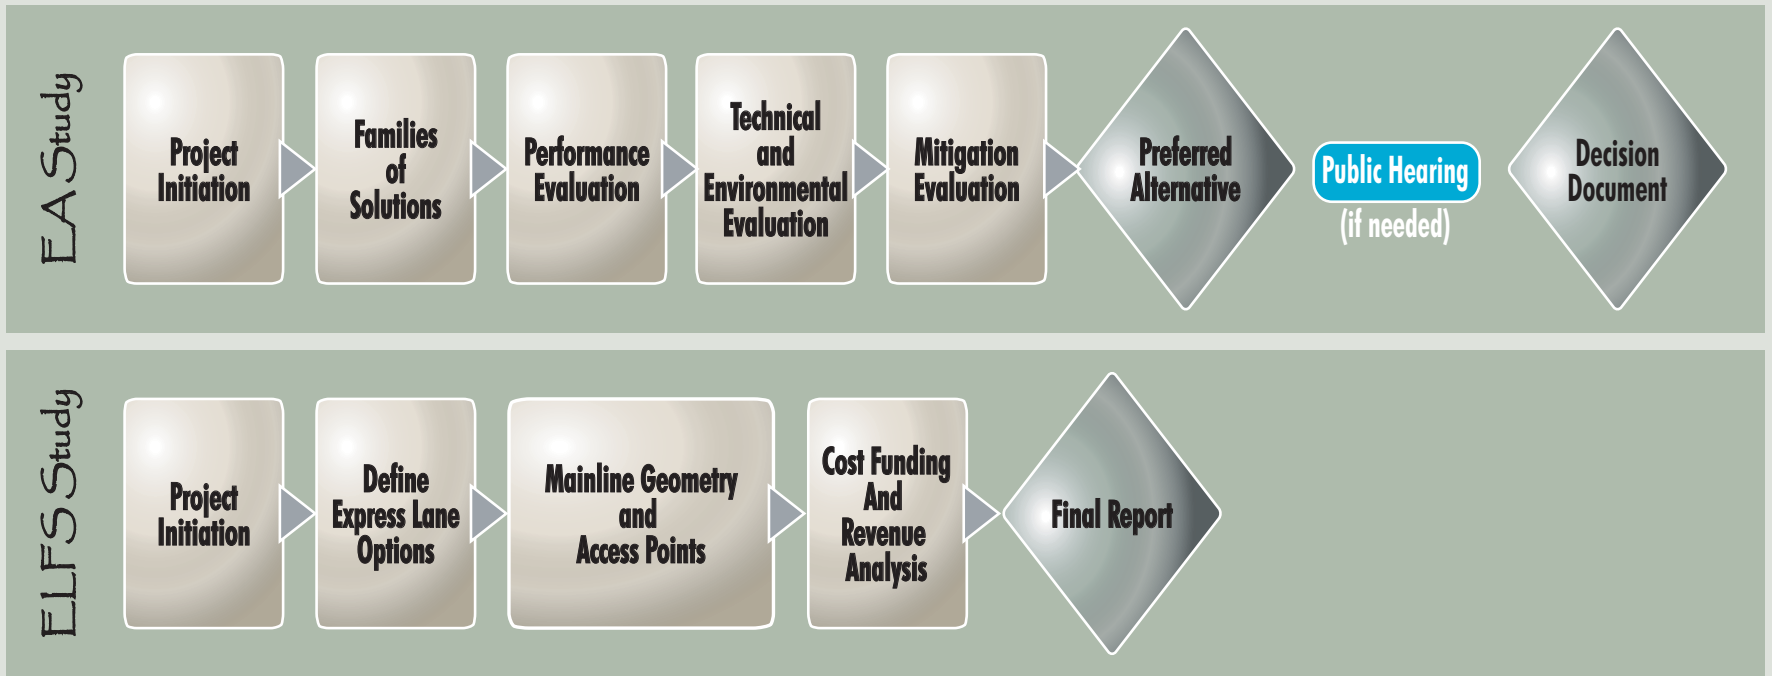 EA Study
Project
Initiation
Families
of
Solutions
Performance
Evaluation
Technical
and
Environmental
Evaluation
Mitigation
Evaluation
Preferred
Alternative
Public Hearing
(if needed)
Decision
Document
ELFS Study
Project
Initiation
Define
Express Lane
Options
Mainline Geometry
and
Access Points
Cost Funding
And
Revenue
Analysis
Final Report